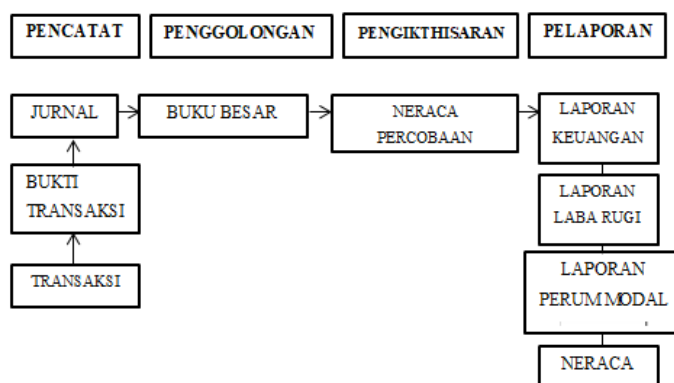 PENCATAT
PENGGOLONGAN
PENGIKTHISARAN
PELAPORAN
JURNAL
BUKU BESAR
NERACA
PERCOBAAN
LAPORAN
KEUANGAN
BUKTI
TRANSAKSI
LAPORAN
LABA RUGI
TRANSAKSI
LAPORAN
PERUM MODAL
NERACA